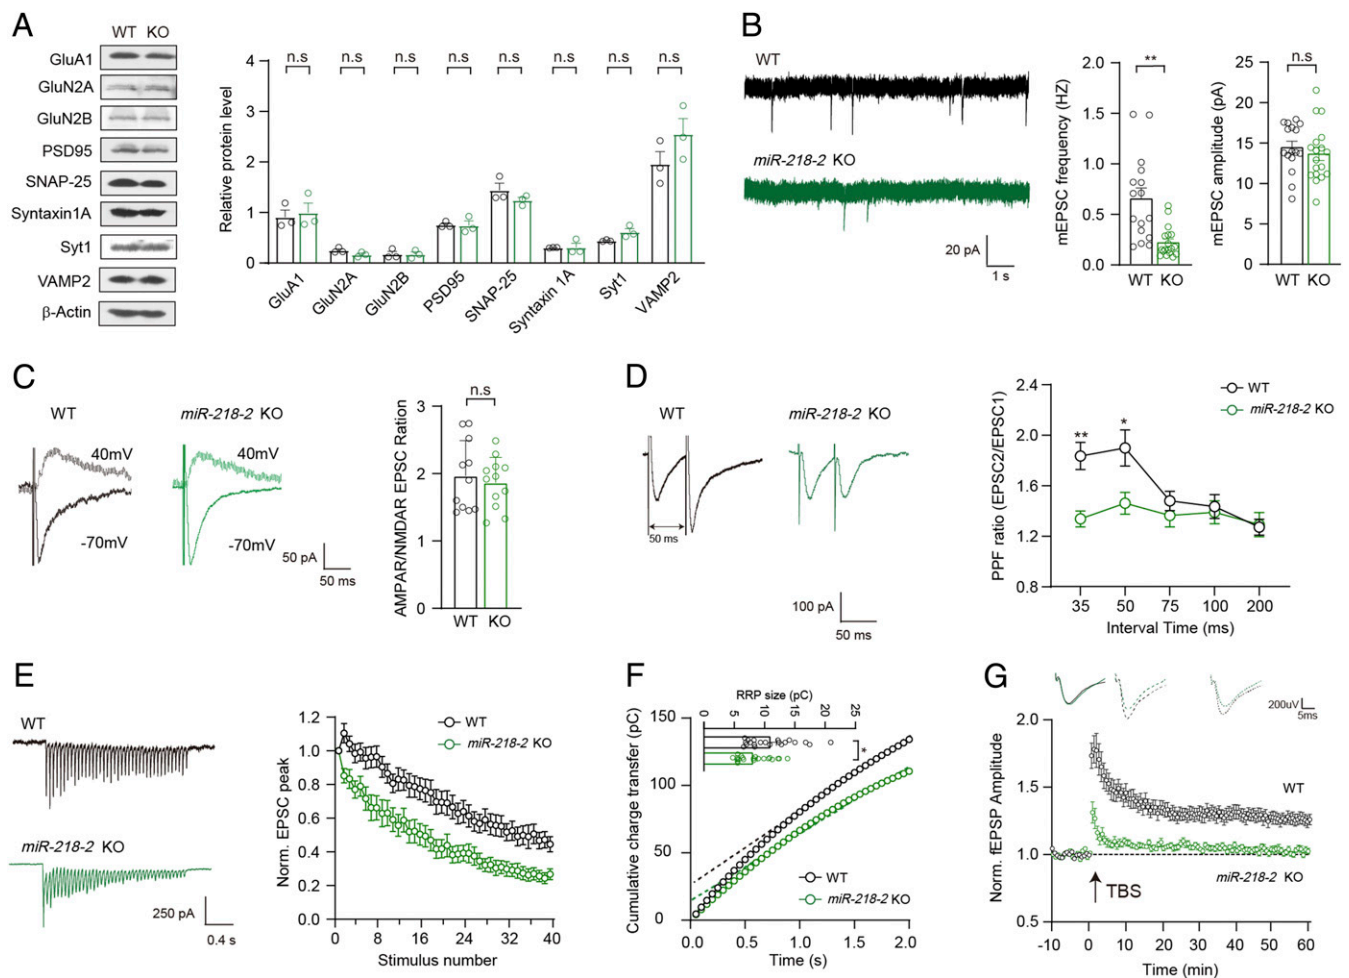 A
WT KO
GluA1
GluN2A
GluN2B
PSD95
SNAP-25
Syntaxin1A
Syt1
VAMP2
β-Actin
Relative protein level
4
3
2
1
0
n.s n.s n.s n.s n.s n.s n.s n.s
GluA1 GluN2A GluN2B PSD95 SNAP-25 Syntaxin 1A Syt1 VAMP2
B
WT
miR-218-2 KO
20 pA
1 s
mEPSC frequency (HZ)
2.0
1.5
1.0
0.5
0.0
**
WT KO
mEPSC amplitude (pA)
25
20
15
10
5
0
n.s
WT KO
C
WT
miR-218-2 KO
40mV
40mV
-70mV
-70mV
50 pA
50 ms
AMPAR/NMDAR EPSC Ration
3
2
1
0
n.s
WT KO
D
WT
miR-218-2 KO
50 ms
100 pA
50 ms
PPF ratio (EPSC2/EPSC1)
2.4
2.0
1.6
1.2
0.8
** *
WT
miR-218-2 KO
35 50 75 100 200
Interval Time (ms)
E
WT
miR-218-2 KO
250 pA
0.4 s
Norm. EPSC peak
1.2
1.0
0.8
0.6
0.4
0.2
0.0
WT
miR-218-2 KO
0 8 16 24 32 40
Stimulus number
F
RRP size (pC)
0 5 10 15 20 25
*
Cumulative charge transfer (pC)
150
100
50
0
WT
miR-218-2 KO
0.0 0.5 1.0 1.5 2.0
Time (s)
G
200uV
5ms
Norm. fEPSP Amplitude
2.0
1.5
1.0
0.5
WT
miR-218-2 KO
TBS
-10 0 10 20 30 40 50 60
Time (min)